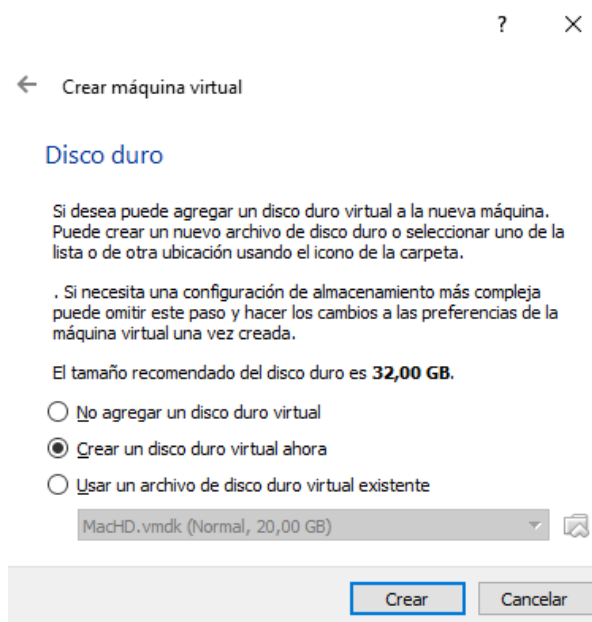 ?
Crear máquina virtual
Disco duro
Si desea puede agregar un disco duro virtual a la nueva máquina.
Puede crear un nuevo archivo de disco duro o seleccionar uno de la
lista o de otra ubicación usando el icono de la carpeta.
. Si necesita una configuración de almacenamiento más compleja
puede omitir este paso y hacer los cambios a las preferencias de la
máquina virtual una vez creada.
El tamaño recomendado del disco duro es 32,00 GB.
No agregar un disco duro virtual
Crear un disco duro virtual ahora
Usar un archivo de disco duro virtual existente
MacHD.vmdk (Normal, 20,00 GB)
Crear
Cancelar